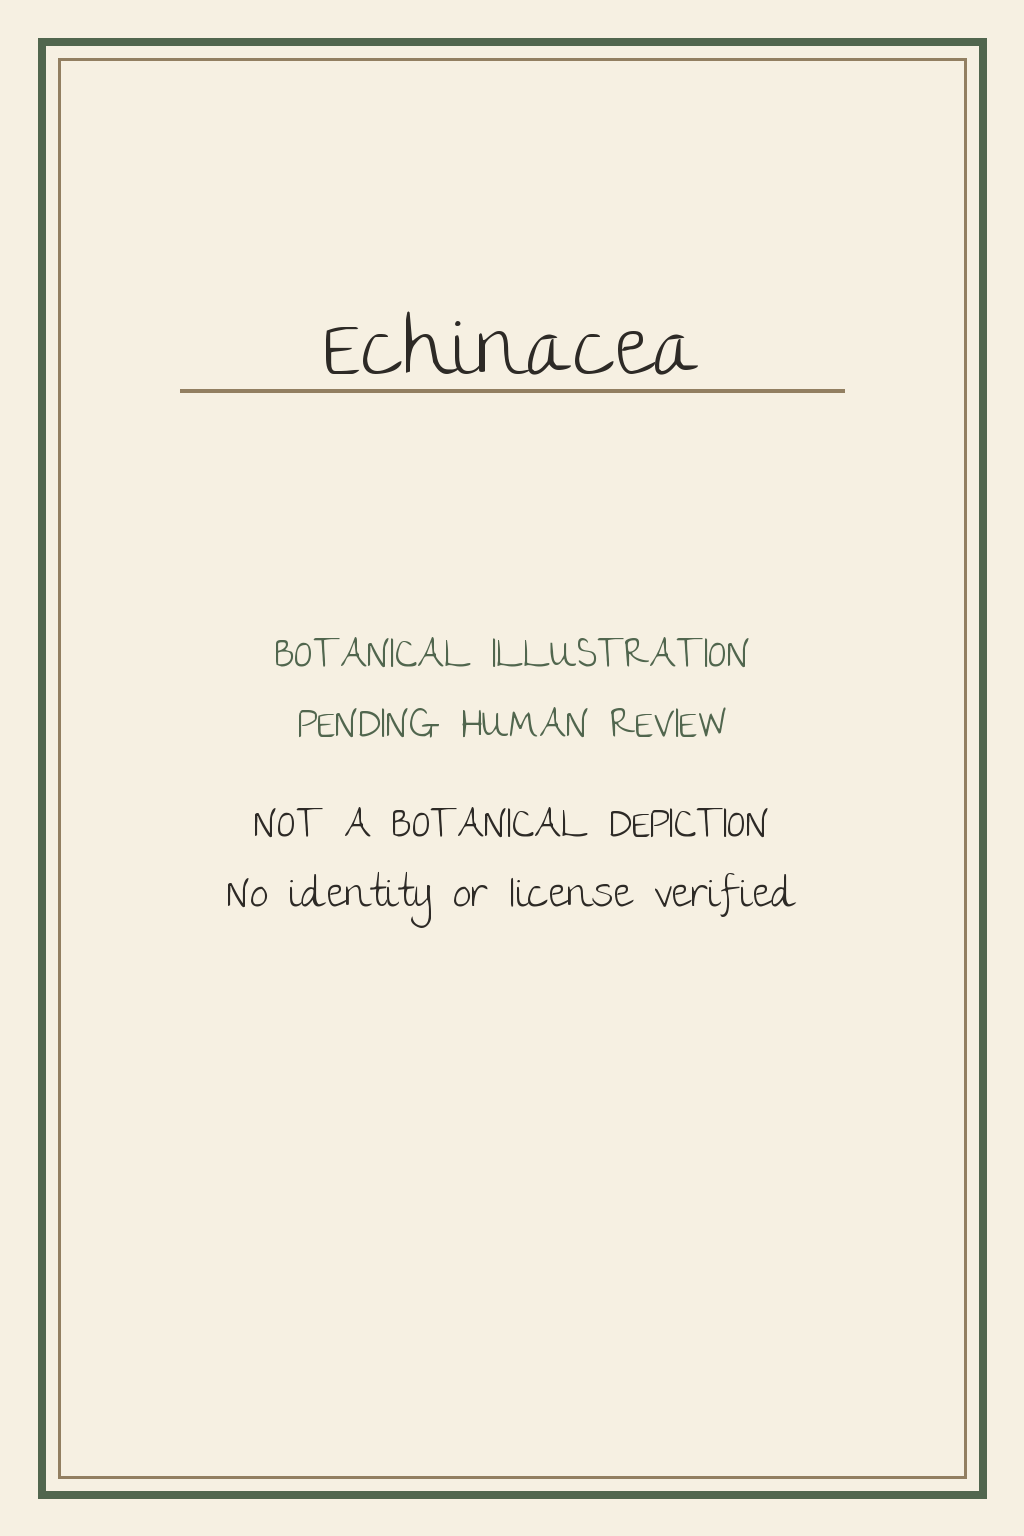 Echinacea
BOTANICAL ILLUSTRATION
PENDING HUMAN REVIEW
NOT A BOTANICAL DEPICTION
No identity or license verified